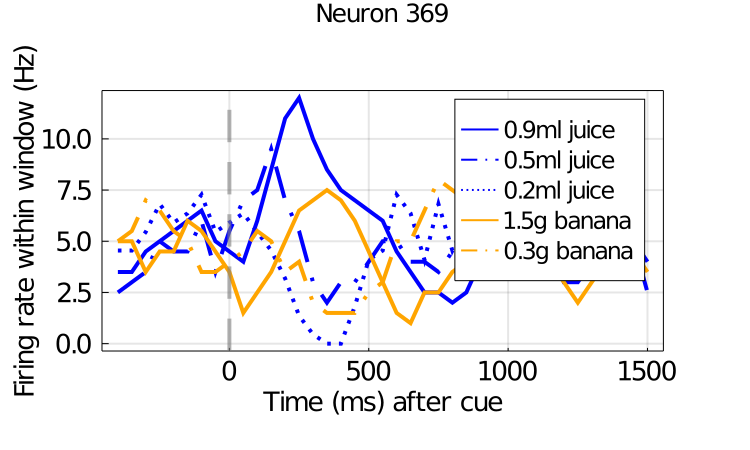 Neuron 369
Firing rate within window (Hz)
10.0
7.5
5.0
2.5
0.0
0.9ml juice
0.5ml juice
0.2ml juice
1.5g banana
0.3g banana
0 500 1000 1500
Time (ms) after cue